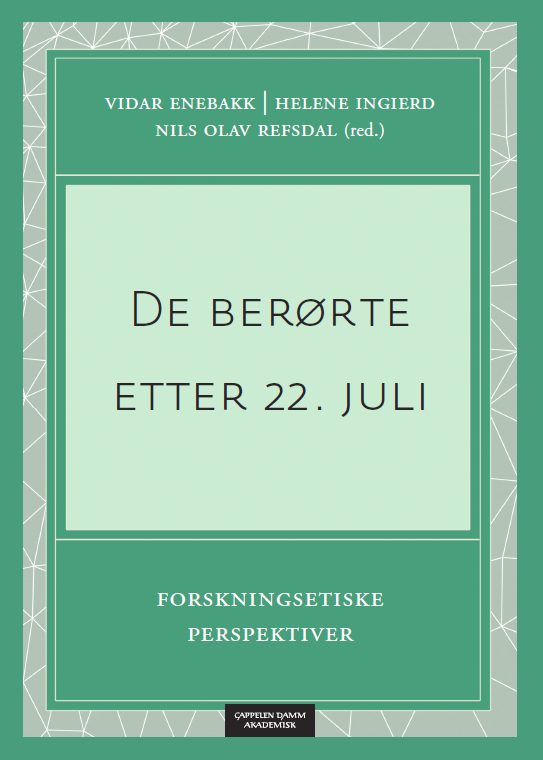 VIDAR ENEBAKK | HELENE INGIERD
NILS OLAV REFSDAL (red.)
DE BERØRTE
ETTER 22. JULI
FORSKNINGSETISKE
PERSPEKTIVER
CAPPELEN DAMM
AKADEMISK